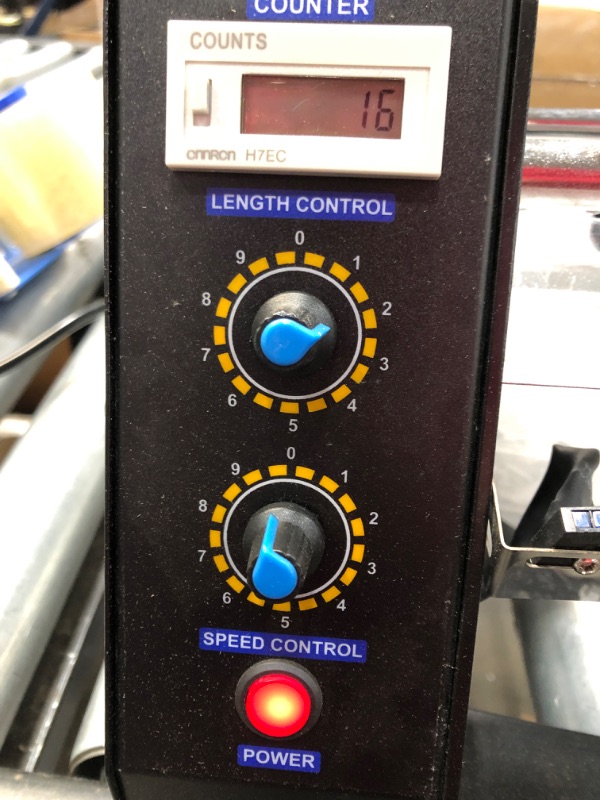 COUNTER
COUNTS
16
omron H7EC
LENGTH CONTROL
0
9 1
8 2
7 3
6 4
5
0
9 1
8 2
7 3
6 4
5
SPEED CONTROL
POWER